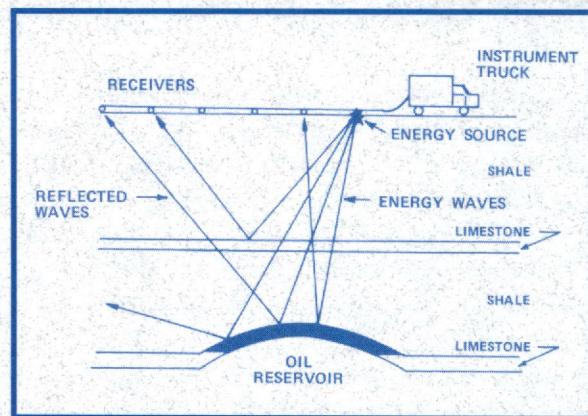 INSTRUMENT
TRUCK
RECEIVERS
ENERGY SOURCE
SHALE
REFLECTED
WAVES
ENERGY WAVES
LIMESTONE
SHALE
LIMESTONE
OIL
RESERVOIR